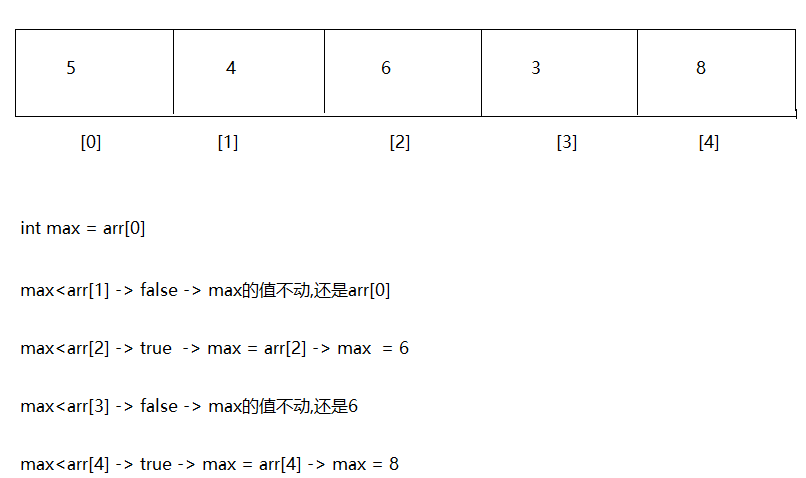 5 4 6 3 8
[0] [1] [2] [3] [4]
int max = arr[0]
max<arr[1] -> false -> max的值不动,还是arr[0]
max<arr[2] -> true  -> max = arr[2] -> max  = 6
max<arr[3] -> false -> max的值不动,还是6
max<arr[4] -> true -> max = arr[4] -> max = 8